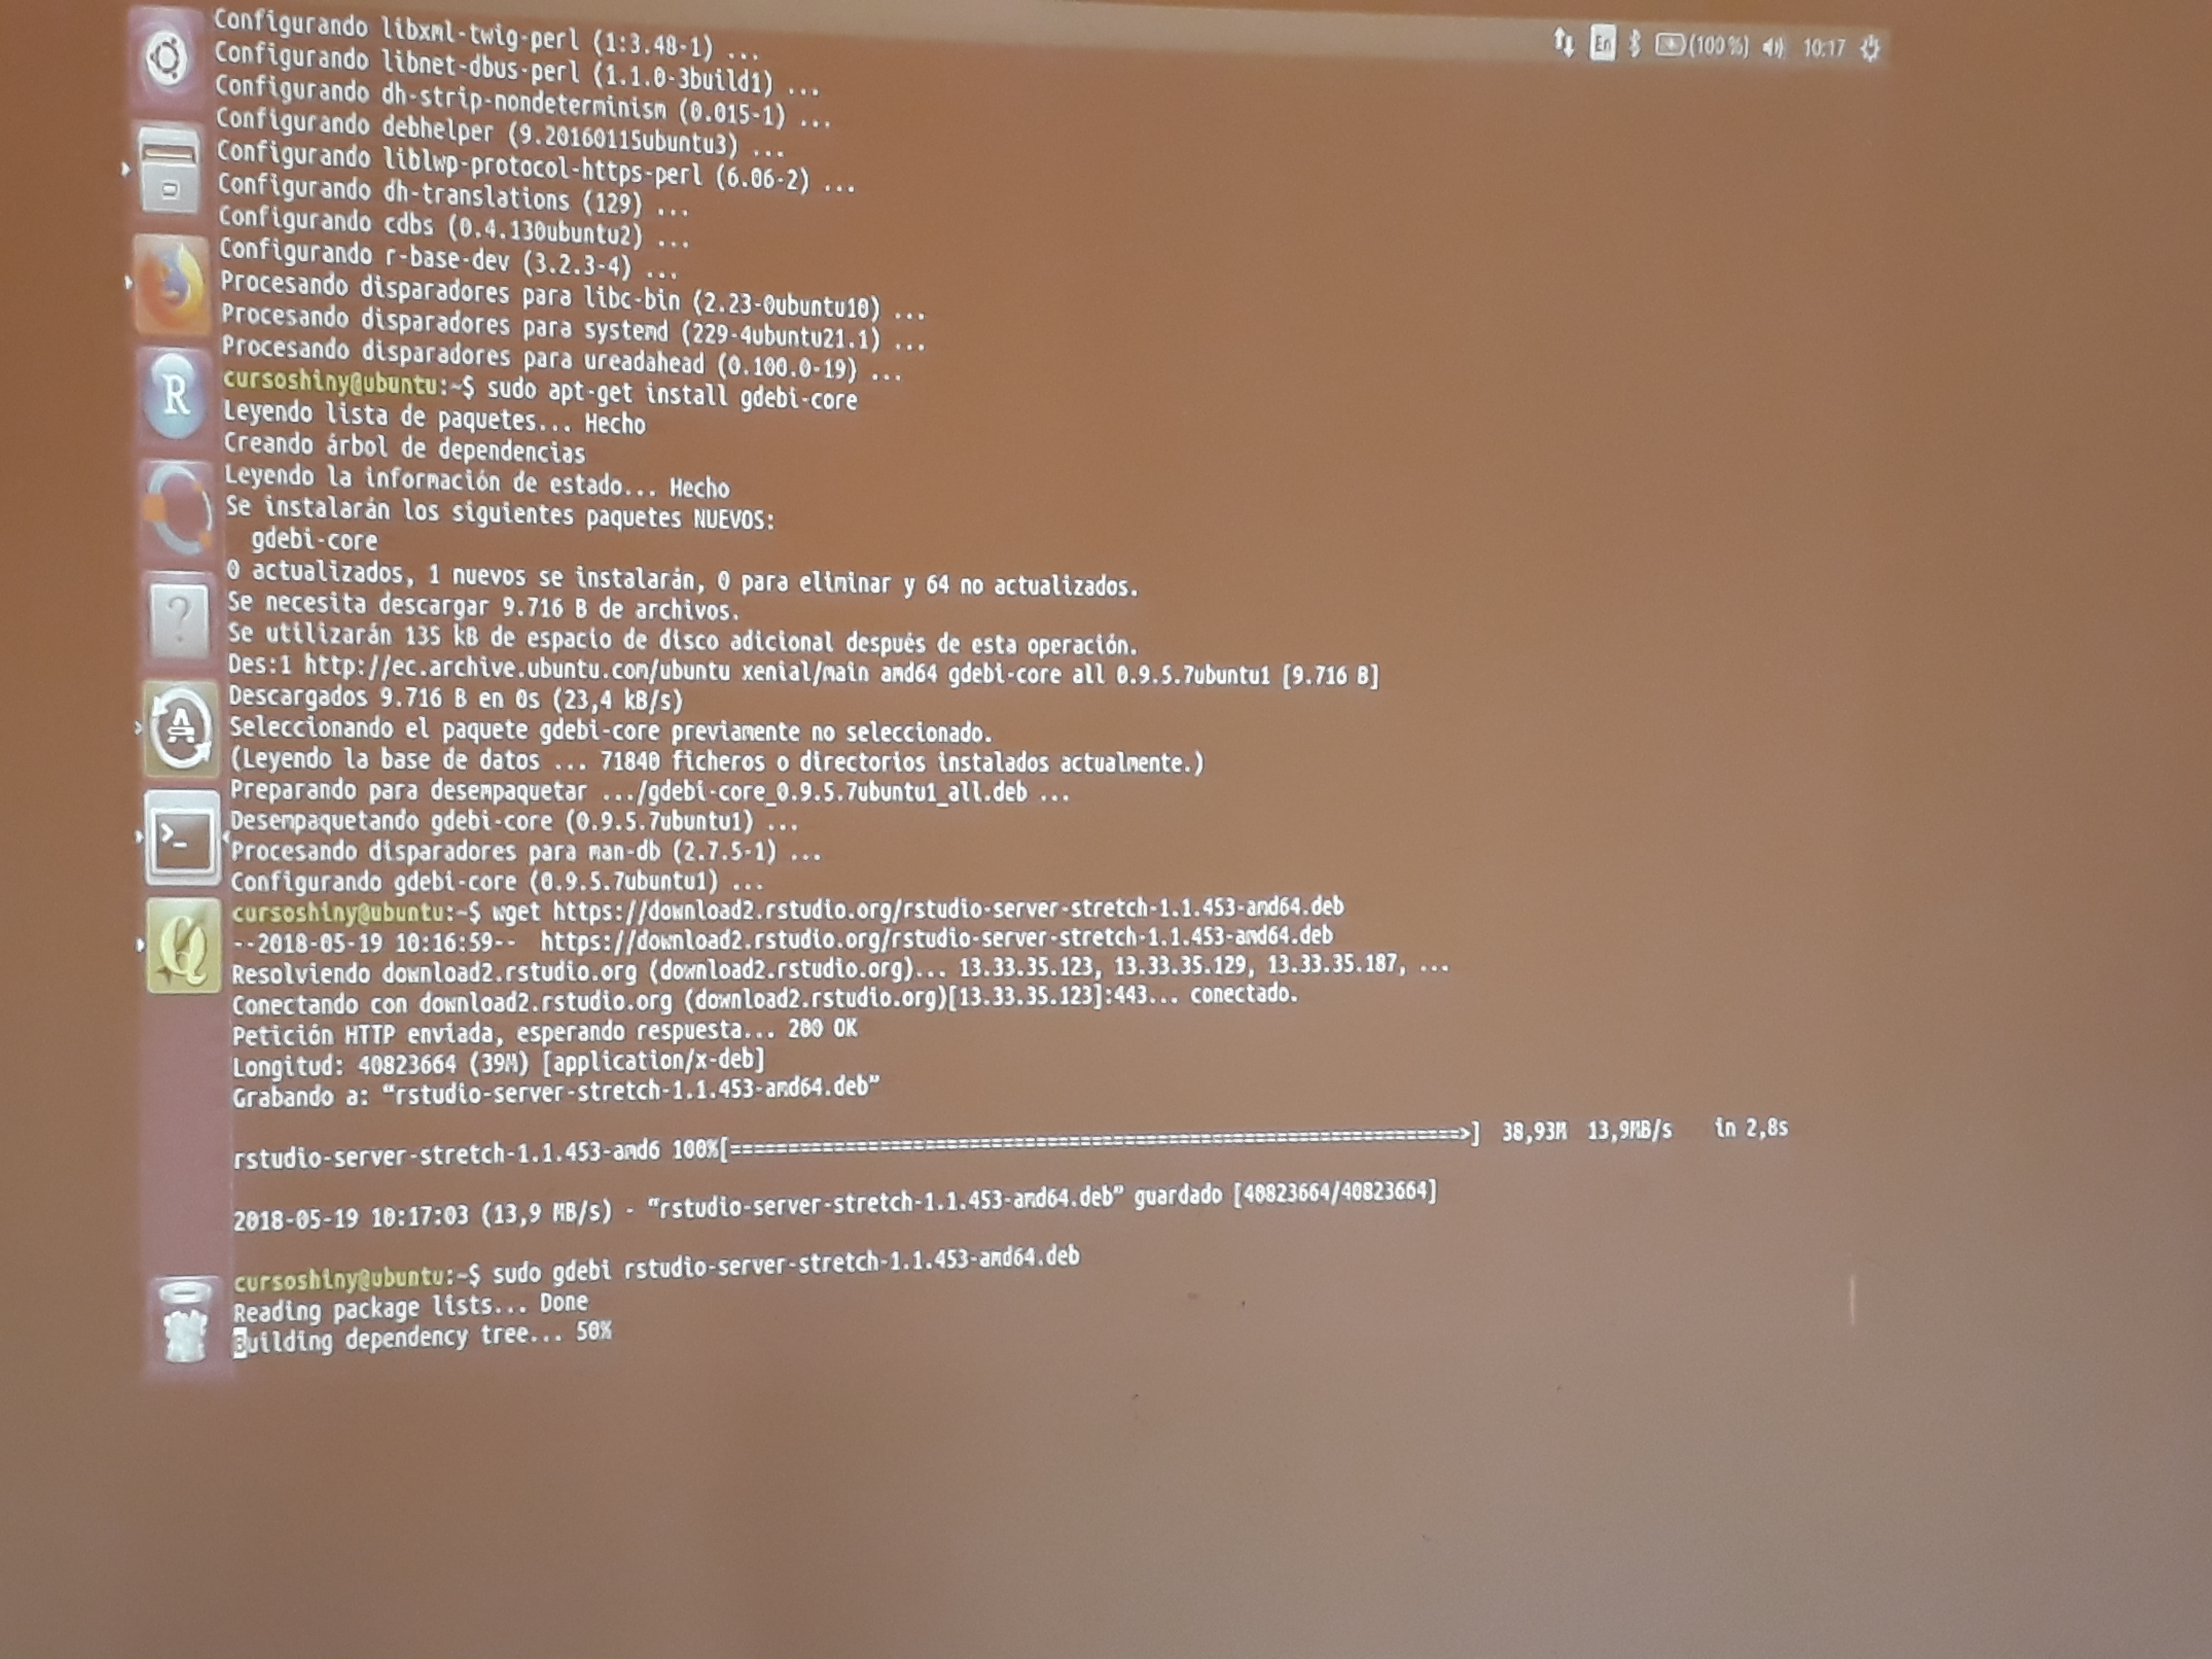 Configurando libxml-twig-perl (1:3.48-1) ...
Configurando libnet-dbus-perl (1.1.0-3build1) ...
Configurando dh-strip-nondeterminism (0.015-1) ...
Configurando debhelper (9.20160115ubuntu3) ...
Configurando liblwp-protocol-https-perl (6.06-2) ...
Configurando dh-translations (129) ...
Configurando cdbs (0.4.130ubuntu2) ...
Configurando r-base-dev (3.2.3-4) ...
Procesando disparadores para libc-bin (2.23-0ubuntu10) ...
Procesando disparadores para systemd (229-4ubuntu21.1) ...
Procesando disparadores para ureadahead (0.100.0-19) ...
cursoshiny@ubuntu:~$ sudo apt-get install gdebi-core
Leyendo lista de paquetes... Hecho
Creando árbol de dependencias
Leyendo la información de estado... Hecho
Se instalarán los siguientes paquetes NUEVOS:
  gdebi-core
0 actualizados, 1 nuevos se instalarán, 0 para eliminar y 64 no actualizados.
Se necesita descargar 9.716 B de archivos.
Se utilizarán 135 kB de espacio de disco adicional después de esta operación.
Des:1 http://ec.archive.ubuntu.com/ubuntu xenial/main amd64 gdebi-core all 0.9.5.7ubuntu1 [9.716 B]
Descargados 9.716 B en 0s (23,4 kB/s)
Seleccionando el paquete gdebi-core previamente no seleccionado.
(Leyendo la base de datos ... 71840 ficheros o directorios instalados actualmente.)
Preparando para desempaquetar .../gdebi-core_0.9.5.7ubuntu1_all.deb ...
Desempaquetando gdebi-core (0.9.5.7ubuntu1) ...
Procesando disparadores para man-db (2.7.5-1) ...
Configurando gdebi-core (0.9.5.7ubuntu1) ...
cursoshiny@ubuntu:~$ wget https://download2.rstudio.org/rstudio-server-stretch-1.1.453-amd64.deb
--2018-05-19 10:16:59--  https://download2.rstudio.org/rstudio-server-stretch-1.1.453-amd64.deb
Resolviendo download2.rstudio.org (download2.rstudio.org)... 13.33.35.123, 13.33.35.129, 13.33.35.187, ...
Conectando con download2.rstudio.org (download2.rstudio.org)[13.33.35.123]:443... conectado.
Petición HTTP enviada, esperando respuesta... 200 OK
Longitud: 40823664 (39M) [application/x-deb]
Grabando a: “rstudio-server-stretch-1.1.453-amd64.deb”
rstudio-server-stretch-1.1.453-amd6 100%[===================================================================================>]  38,93M  13,9MB/s    in 2,8s
2018-05-19 10:17:03 (13,9 MB/s) - “rstudio-server-stretch-1.1.453-amd64.deb” guardado [40823664/40823664]
cursoshiny@ubuntu:~$ sudo gdebi rstudio-server-stretch-1.1.453-amd64.deb
Reading package lists... Done
Building dependency tree... 50%
En (100%) 10:17
R
?
A
>_